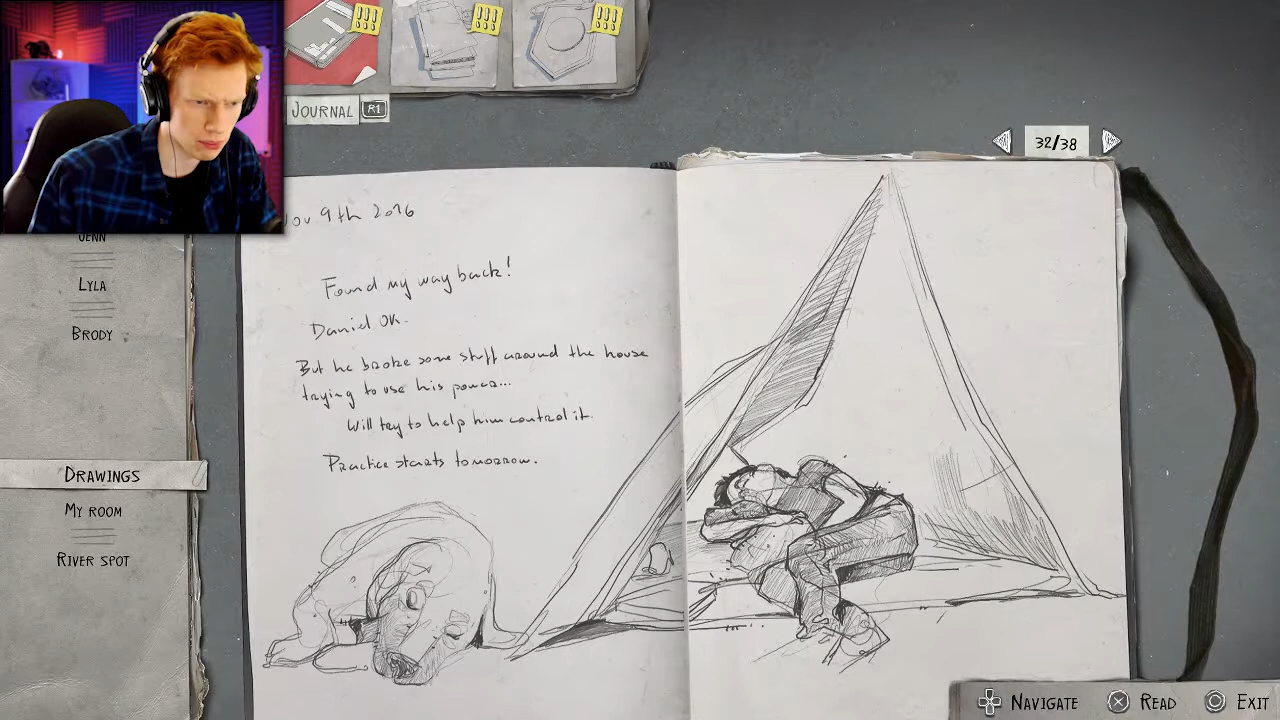 JOURNAL R1
32/38
JENN
LYLA
BRODY
DRAWINGS
MY ROOM
RIVER SPOT
Nov 9th 2016
Found my way back!
Daniel OK.
But he broke some stuff around the house
trying to use his power...
Will try to help him control it.
Practice starts tomorrow.
NAVIGATE READ EXIT